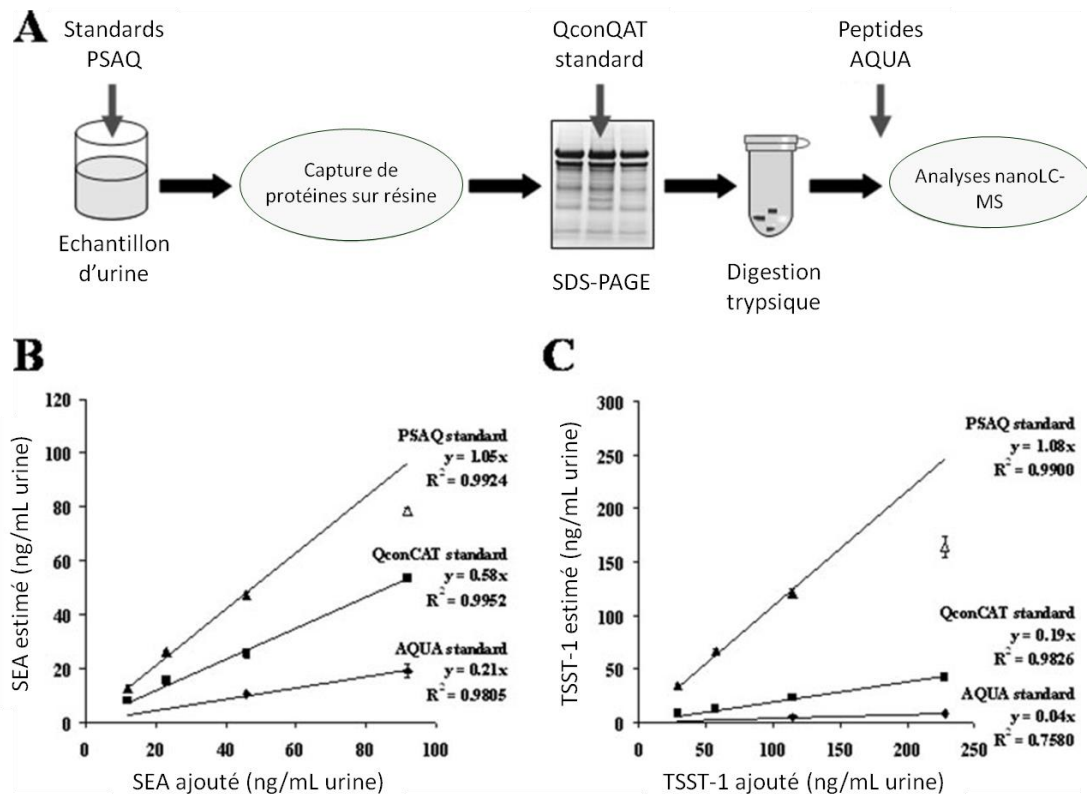 A
Standards
PSAQ
QconQAT
standard
Peptides
AQUA
Capture de
protéines sur résine
Analyses nanoLC-
MS
Echantillon
d'urine
SDS-PAGE
Digestion
trypsique
B
SEA estimé (ng/mL urine)
120
100
80
60
40
20
0
0 20 40 60 80 100
SEA ajouté (ng/mL urine)
PSAQ standard
y = 1.05x
R² = 0.9924
QconCAT standard
y = 0.58x
R² = 0.9952
AQUA standard
y = 0.21x
R² = 0.9805
C
TSST-1 estimé (ng/mL urine)
300
250
200
150
100
50
0
0 50 100 150 200 250
TSST-1 ajouté (ng/mL urine)
PSAQ standard
y = 1.08x
R² = 0.9900
QconCAT standard
y = 0.19x
R² = 0.9826
AQUA standard
y = 0.04x
R² = 0.7580